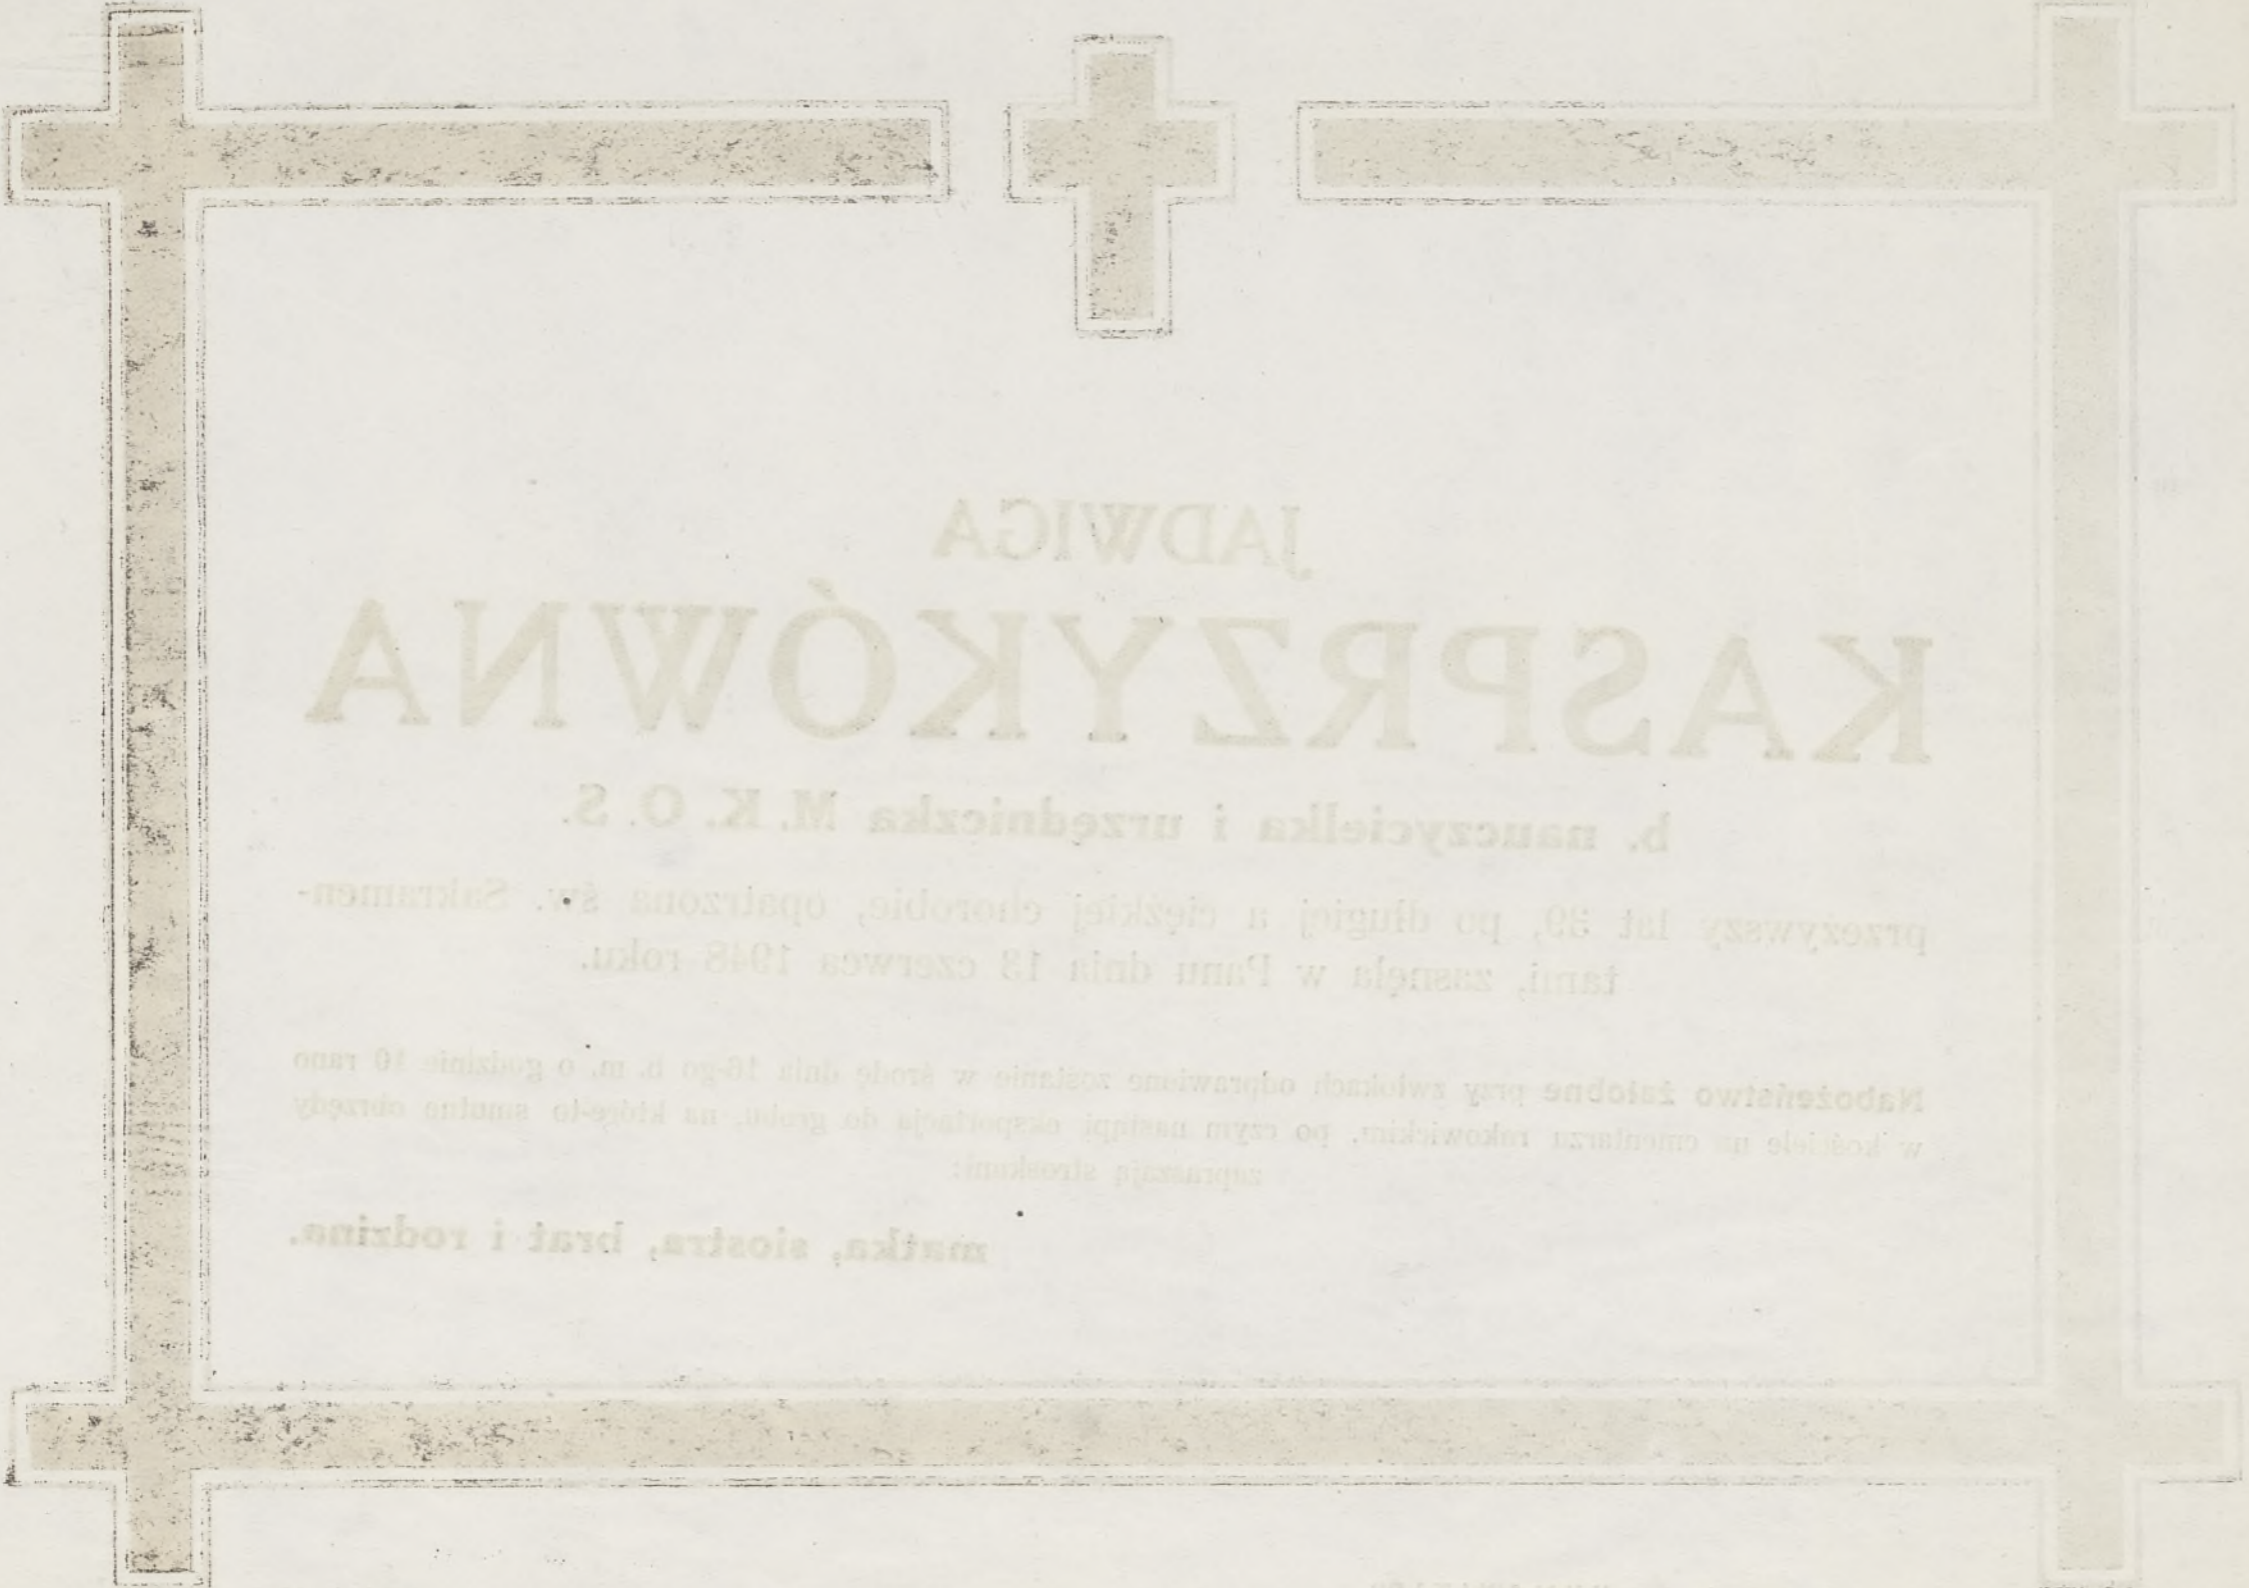 JADWIGA
KASPRZYKÓWNA
b. nauczycielka i urzędniczka M. K. O. S.
przeżywszy lat 39, po długiej a ciężkiej chorobie, opatrzona św. Sakramen-
tami, zasnęła w Panu dnia 13 czerwca 1948 roku.
Nabożeństwo żałobne przy zwłokach odprawione zostanie w środę dnia 16-go b. m. o godzinie 10 rano
w kościele na cmentarzu rakowickim, po czym nastąpi eksportacja do grobu, na które-to smutne obrzędy
zapraszają stroskani:
matka, siostra, brat i rodzina.